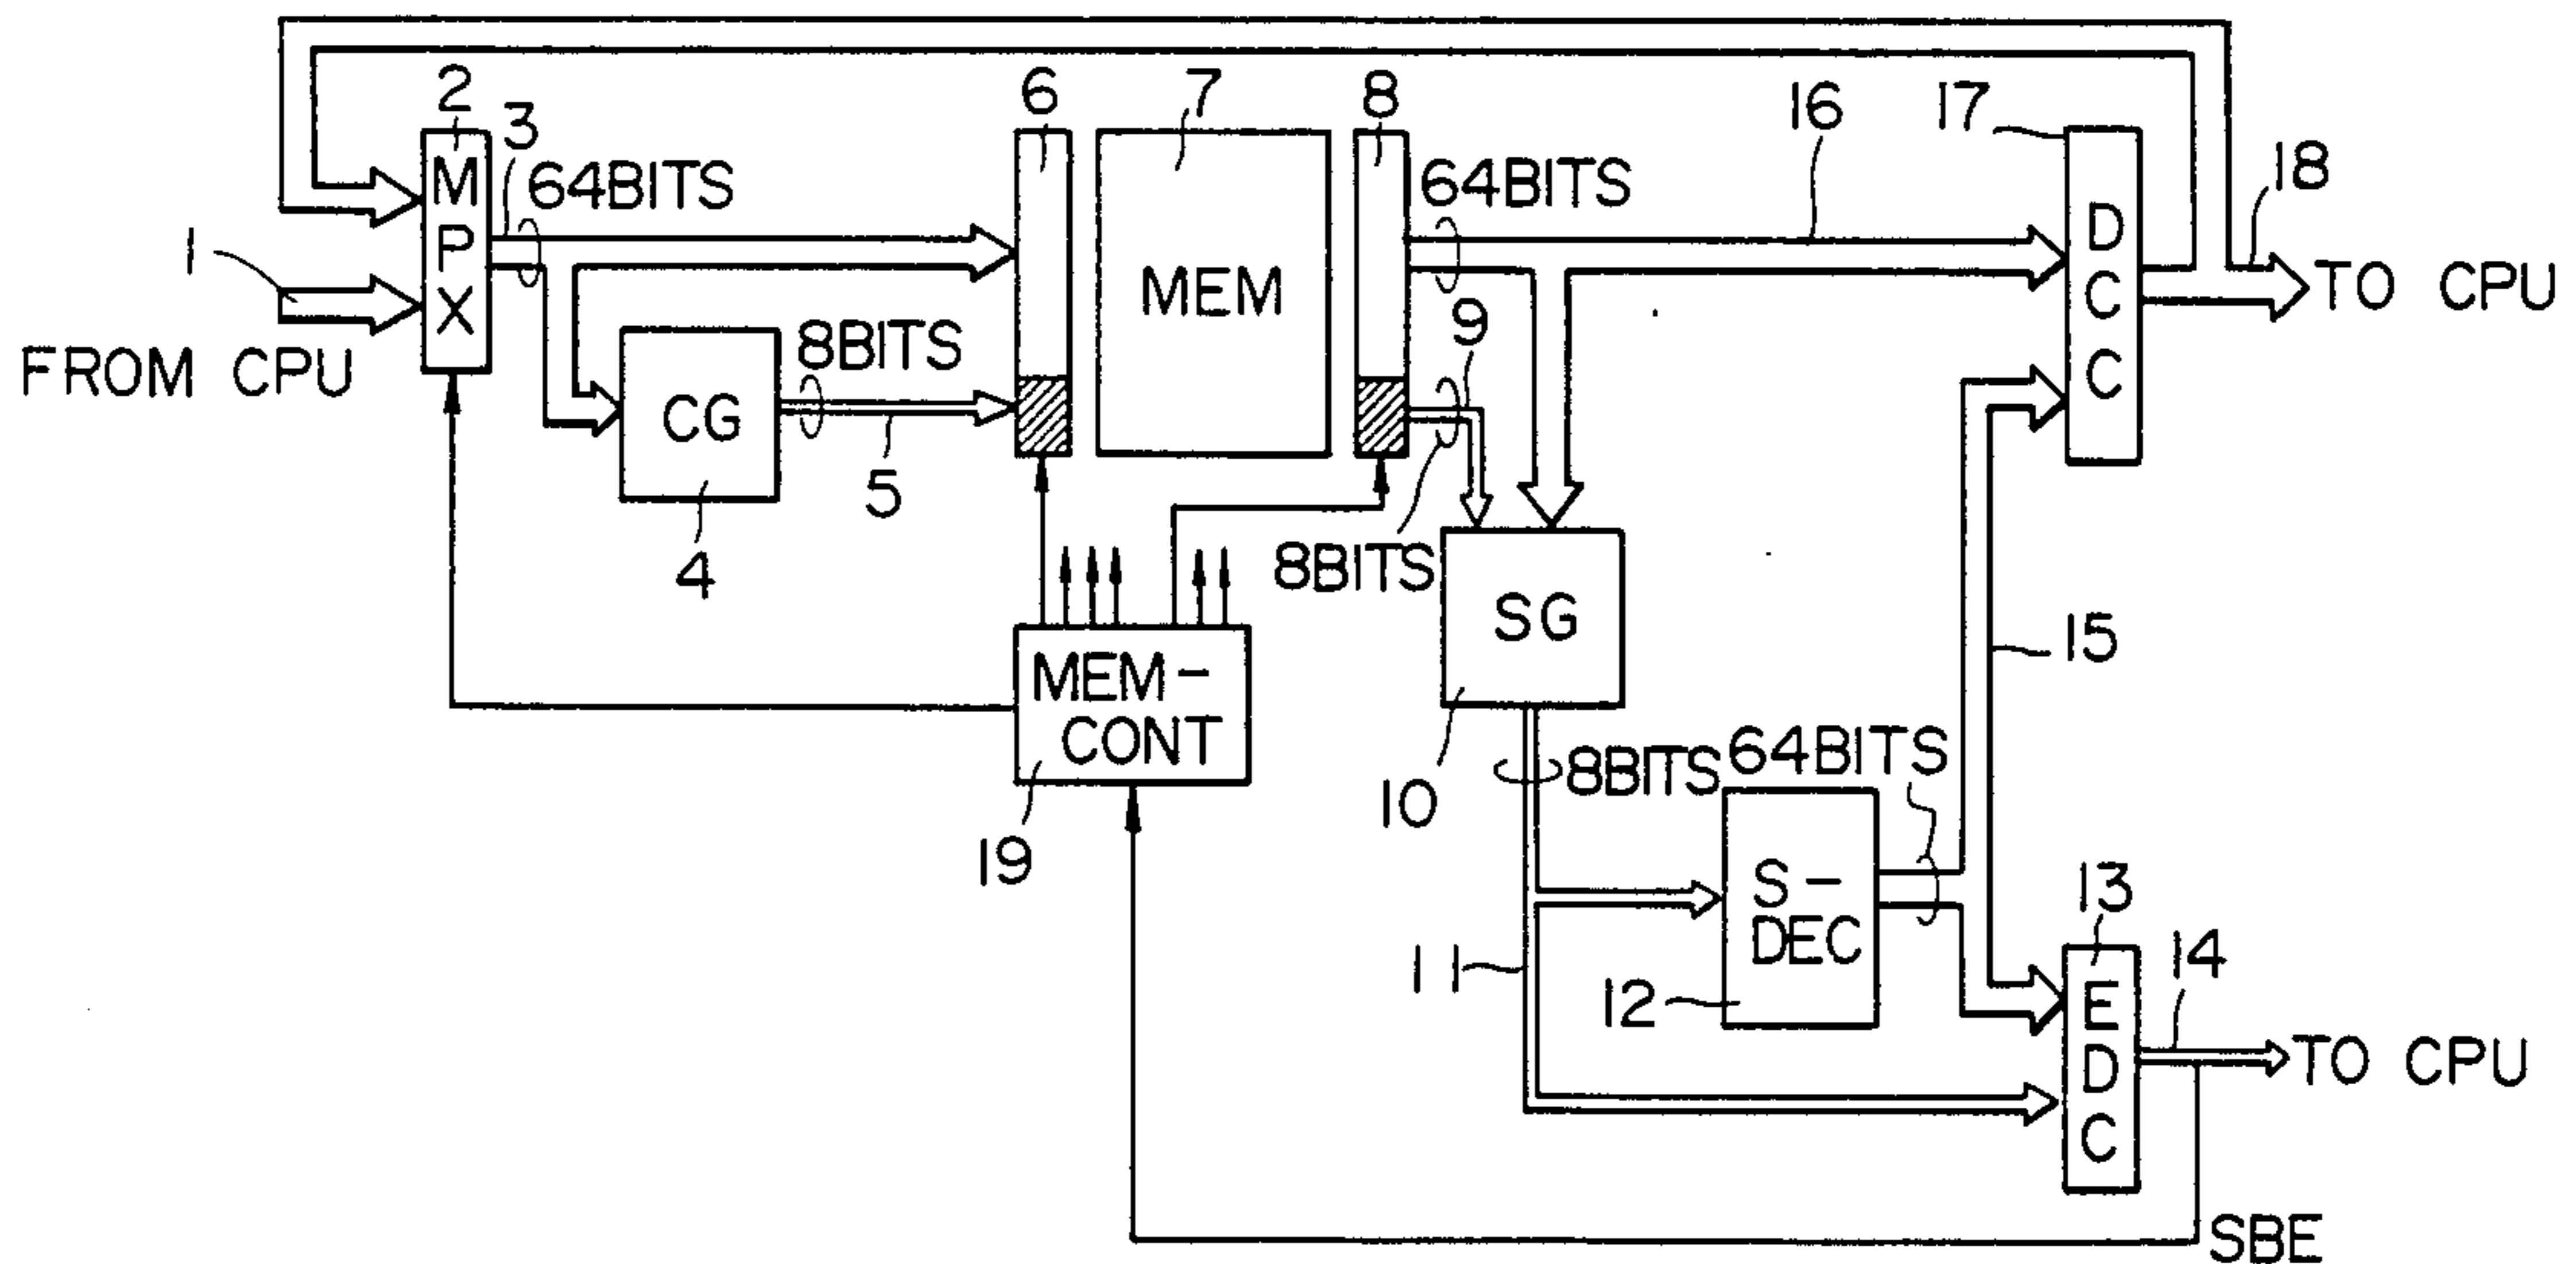 2
3
6
7
8
16
17
18
1
M
P
X
64BITS
64BITS
MEM
D
C
C
TO CPU
FROM CPU
8BITS
9
CG
5
4
8BITS
SG
MEM-
CONT
15
10
8BITS
64BITS
19
S-
DEC
11
12
13
14
E
D
C
TO CPU
SBE